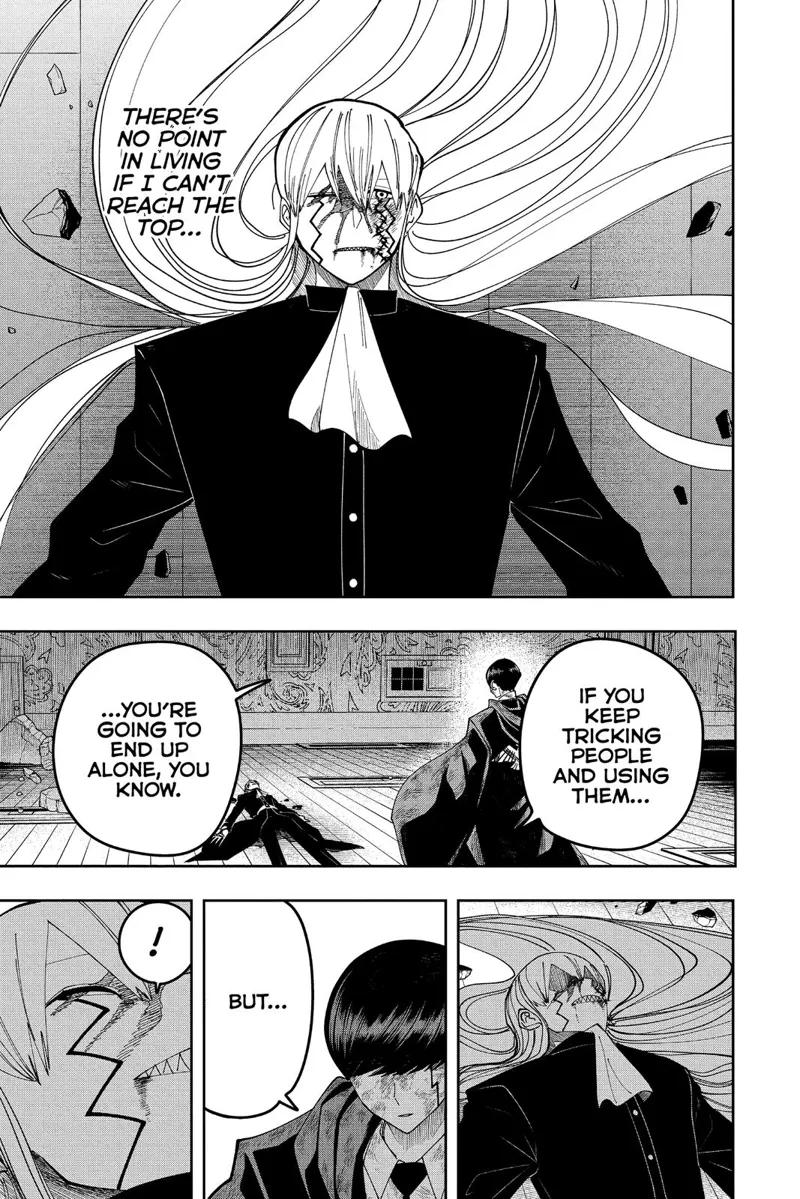 THERE'S
NO POINT
IN LIVING
IF I CAN'T
REACH THE
TOP...
IF YOU
KEEP
TRICKING
PEOPLE
AND USING
THEM...
...YOU'RE
GOING TO
END UP
ALONE, YOU
KNOW.
BUT...
!